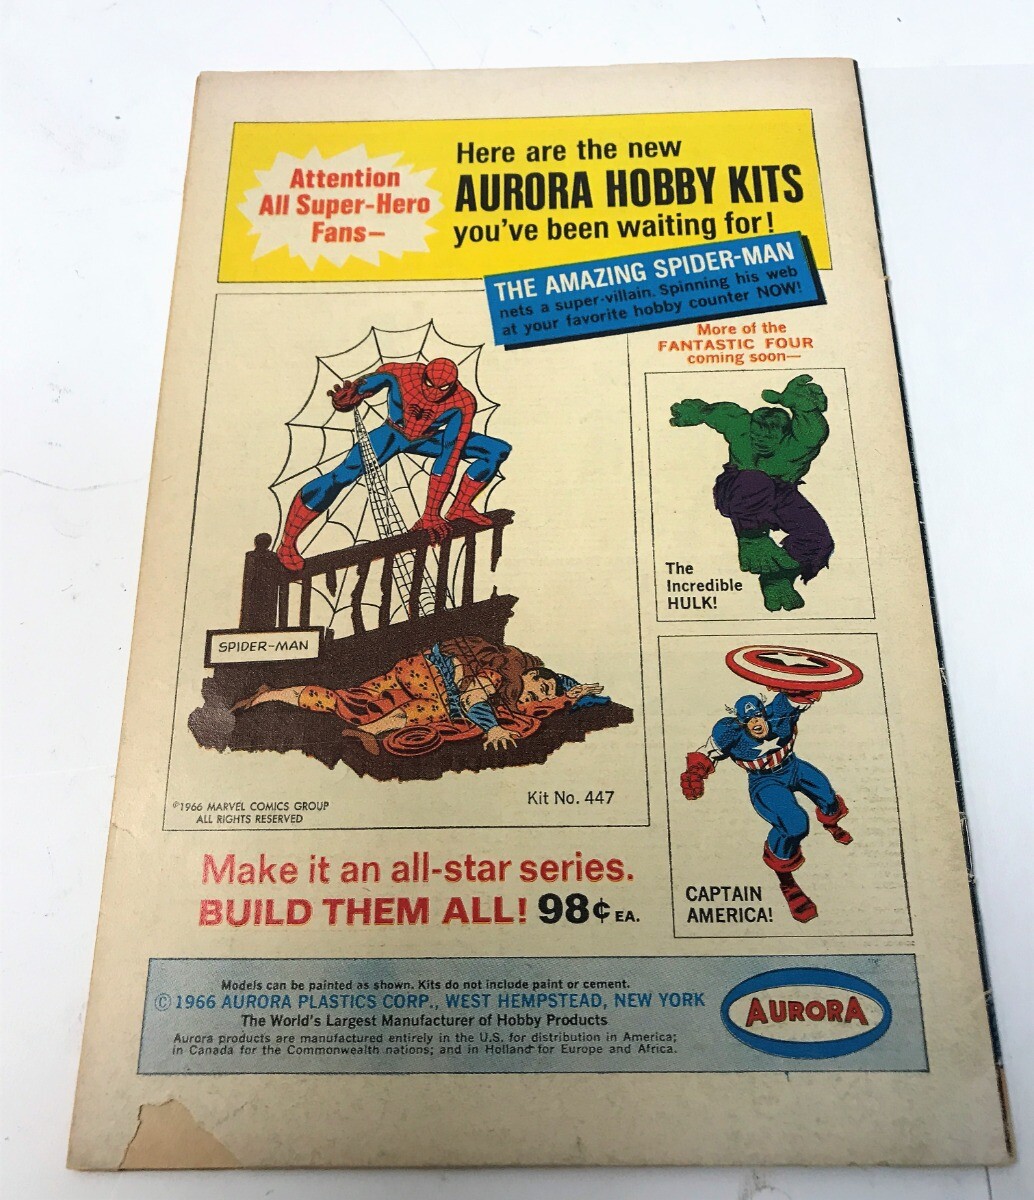 Attention
All Super-Hero
Fans—
Here are the new
AURORA HOBBY KITS
you've been waiting for!
THE AMAZING SPIDER-MAN
nets a super-villain. Spinning his web
at your favorite hobby counter NOW!
More of the
FANTASTIC FOUR
coming soon—
The
Incredible
HULK!
SPIDER-MAN
©1966 MARVEL COMICS GROUP
ALL RIGHTS RESERVED
Kit No. 447
CAPTAIN
AMERICA!
Make it an all-star series.
BUILD THEM ALL! 98¢ EA.
Models can be painted as shown. Kits do not include paint or cement.
© 1966 AURORA PLASTICS CORP., WEST HEMPSTEAD, NEW YORK
The World's Largest Manufacturer of Hobby Products
Aurora products are manufactured entirely in the U.S. for distribution in America;
in Canada for the Commonwealth nations; and in Holland for Europe and Africa.
AURORA